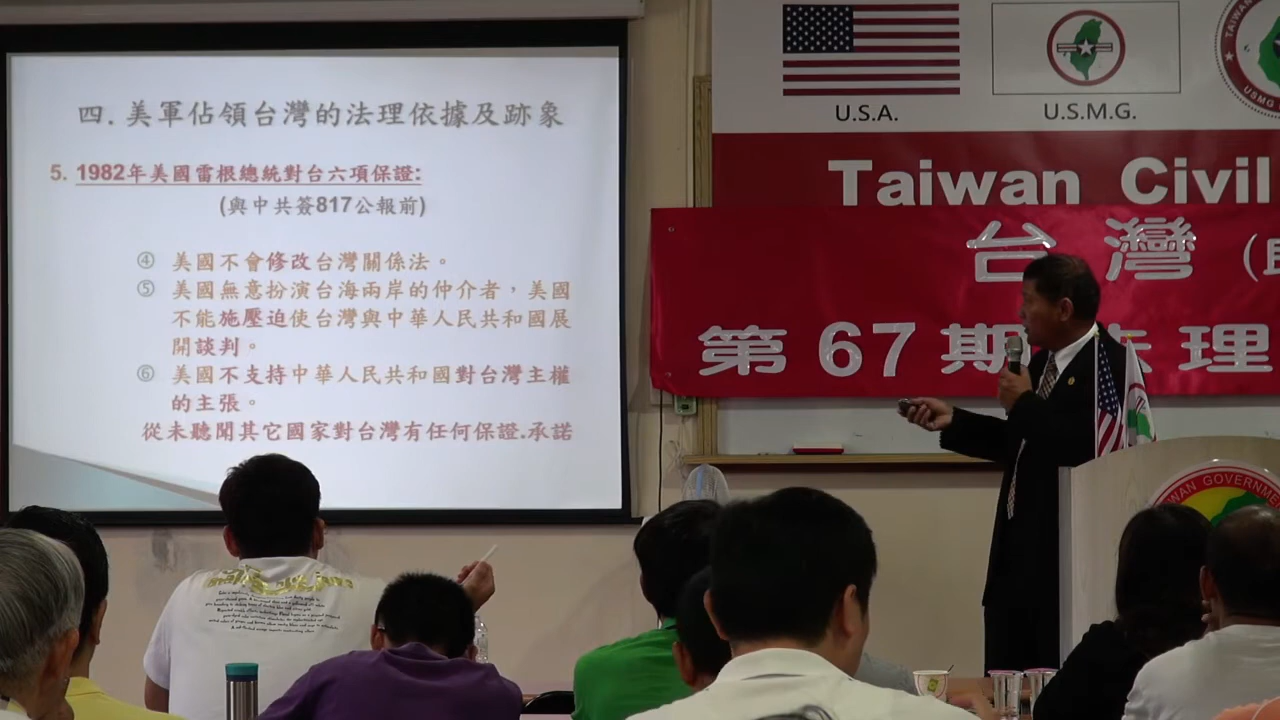 四. 美軍佔領台灣的法理依據及跡象
5. 1982年美國雷根總統對台六項保證:
(與中共簽817公報前)
④ 美國不會修改台灣關係法。
⑤ 美國無意扮演台海兩岸的仲介者，美國
不能施壓迫使台灣與中華人民共和國展
開談判。
⑥ 美國不支持中華人民共和國對台灣主權
的主張。
從未聽聞其它國家對台灣有任何保證.承諾
U.S.A.
U.S.M.G.
TAIWAN
USMG
Taiwan Civil
台灣
第67期法理
WAN GOVERNME